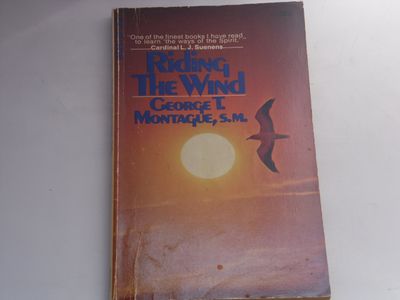 "One of the finest books I have read
to learn 'the ways of the Spirit.
Cardinal L. J. Suenens
Riding
The Wind
George T.
Montague, S.M.